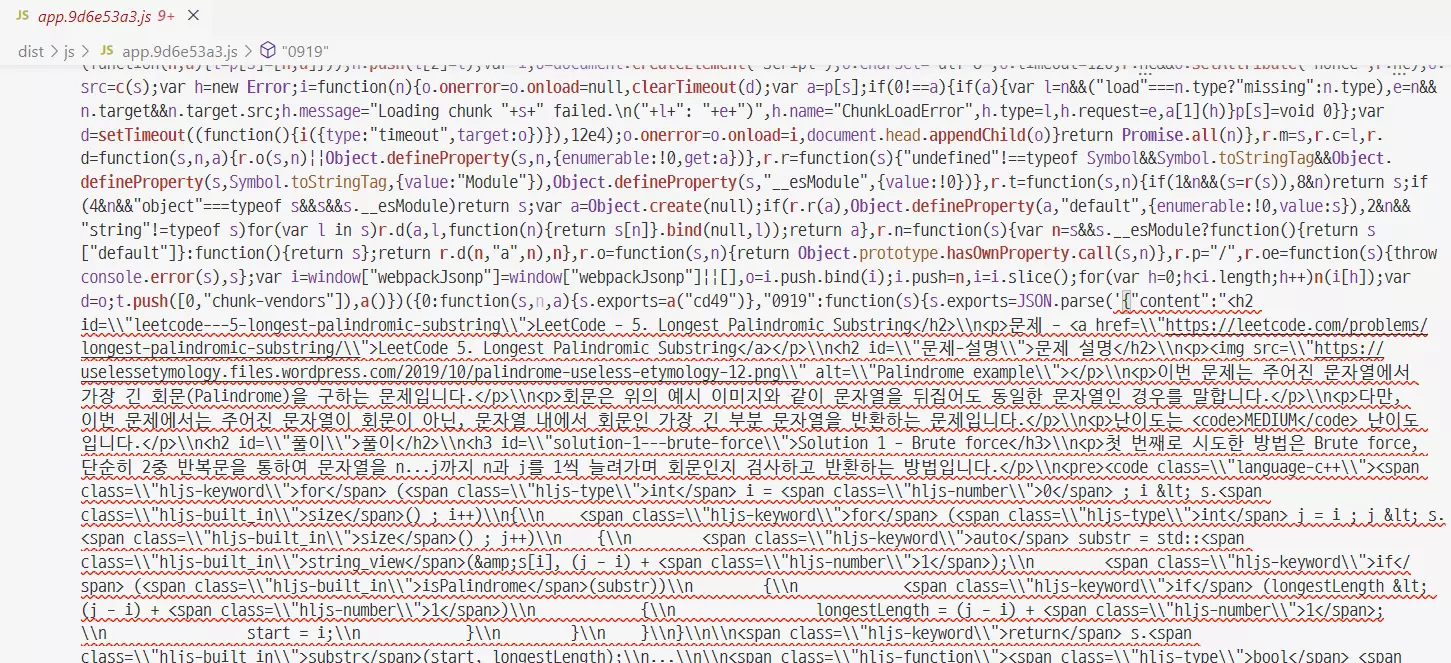 JS app.9d6e53a3.js 9+ ×
dist > js > JS app.9d6e53a3.js > "0919"
src=c(s);var h=new Error;i=function(n){o.onerror=o.onload=null,clearTimeout(d);var a=p[s];if(0!==a){if(a){var l=n&&("load"===n.type?"missing":n.type),e=n&&
n.target&&n.target.src;h.message="Loading chunk "+s+" failed.\n("+l+": "+e+")",h.name="ChunkLoadError",h.type=l,h.request=e,a[1](h)}p[s]=void 0}};var
d=setTimeout((function(){i({type:"timeout",target:o})}),12e4);o.onerror=o.onload=i,document.head.appendChild(o)}return Promise.all(n)},r.m=s,r.c=l,r.
d=function(s,n,a){r.o(s,n)||Object.defineProperty(s,n,{enumerable:!0,get:a})},r.r=function(s){"undefined"!==typeof Symbol&&Symbol.toStringTag&&Object.
defineProperty(s,Symbol.toStringTag,{value:"Module"}),Object.defineProperty(s,"__esModule",{value:!0})},r.t=function(s,n){if(1&n&&(s=r(s)),8&n)return s;if
(4&n&&"object"===typeof s&&s&&s.__esModule)return s;var a=Object.create(null);if(r.r(a),Object.defineProperty(a,"default",{enumerable:!0,value:s}),2&n&&
"string"!=typeof s)for(var l in s)r.d(a,l,function(n){return s[n]}.bind(null,l));return a},r.n=function(s){var n=s&&s.__esModule?function(){return s
["default"]}:function(){return s};return r.d(n,"a",n),n},r.o=function(s,n){return Object.prototype.hasOwnProperty.call(s,n)},r.p="/",r.oe=function(s){throw
console.error(s),s};var i=window["webpackJsonp"]=window["webpackJsonp"]||[],o=i.push.bind(i);i.push=n,i=i.slice();for(var h=0;h<i.length;h++)n(i[h]);var
d=o;t.push([0,"chunk-vendors"]),a()})({0:function(s,n,a){s.exports=a("cd49")},"0919":function(s){s.exports=JSON.parse('{"content":"<h2
id=\\"leetcode---5-longest-palindromic-substring\\">LeetCode - 5. Longest Palindromic Substring</h2>\\n<p>문제 - <a href=\\"https://leetcode.com/problems/
longest-palindromic-substring/\\">LeetCode 5. Longest Palindromic Substring</a></p>\\n<h2 id=\\"문제-설명\\">문제 설명</h2>\\n<p><img src=\\"https://
uselessetymology.files.wordpress.com/2019/10/palindrome-useless-etymology-12.png\\" alt=\\"Palindrome example\\"></p>\\n<p>이번 문제는 주어진 문자열에서
가장 긴 회문(Palindrome)을 구하는 문제입니다.</p>\\n<p>회문은 위의 예시 이미지와 같이 문자열을 뒤집어도 동일한 문자열인 경우를 말합니다.</p>\\n<p>다만,
이번 문제에서는 주어진 문자열이 회문이 아닌, 문자열 내에서 회문인 가장 긴 부분 문자열을 반환하는 문제입니다.</p>\\n<p>난이도는 <code>MEDIUM</code> 난이도
입니다.</p>\\n<h2 id=\\"풀이\\">풀이</h2>\\n<h3 id=\\"solution-1---brute-force\\">Solution 1 - Brute force</h3>\\n<p>첫 번째로 시도한 방법은 Brute force,
단순히 2중 반복문을 통하여 문자열을 n...j까지 n과 j를 1씩 늘려가며 회문인지 검사하고 반환하는 방법입니다.</p>\\n<pre><code class=\\"language-c++\\"><span
class=\\"hljs-keyword\\">for</span> (<span class=\\"hljs-type\\">int</span> i = <span class=\\"hljs-number\\">0</span> ; i &lt; s.<span
class=\\"hljs-built_in\\">size</span>() ; i++)\\n{\\n    <span class=\\"hljs-keyword\\">for</span> (<span class=\\"hljs-type\\">int</span> j = i ; j &lt; s.
<span class=\\"hljs-built_in\\">size</span>() ; j++)\\n    {\\n        <span class=\\"hljs-keyword\\">auto</span> substr = std::<span
class=\\"hljs-built_in\\">string_view</span>(&amp;s[i], (j - i) + <span class=\\"hljs-number\\">1</span>);\\n        <span class=\\"hljs-keyword\\">if</
span> (<span class=\\"hljs-built_in\\">isPalindrome</span>(substr))\\n        {\\n            <span class=\\"hljs-keyword\\">if</span> (longestLength &lt;
(j - i) + <span class=\\"hljs-number\\">1</span>)\\n            {\\n                longestLength = (j - i) + <span class=\\"hljs-number\\">1</span>;
\\n                start = i;\\n            }\\n        }\\n    }\\n}\\n\\n<span class=\\"hljs-keyword\\">return</span> s.<span
class=\\"hljs-built_in\\">substr</span>(start, longestLength);\\n...\\n\\n<span class=\\"hljs-function\\"><span class=\\"hljs-type\\">bool</span> <span